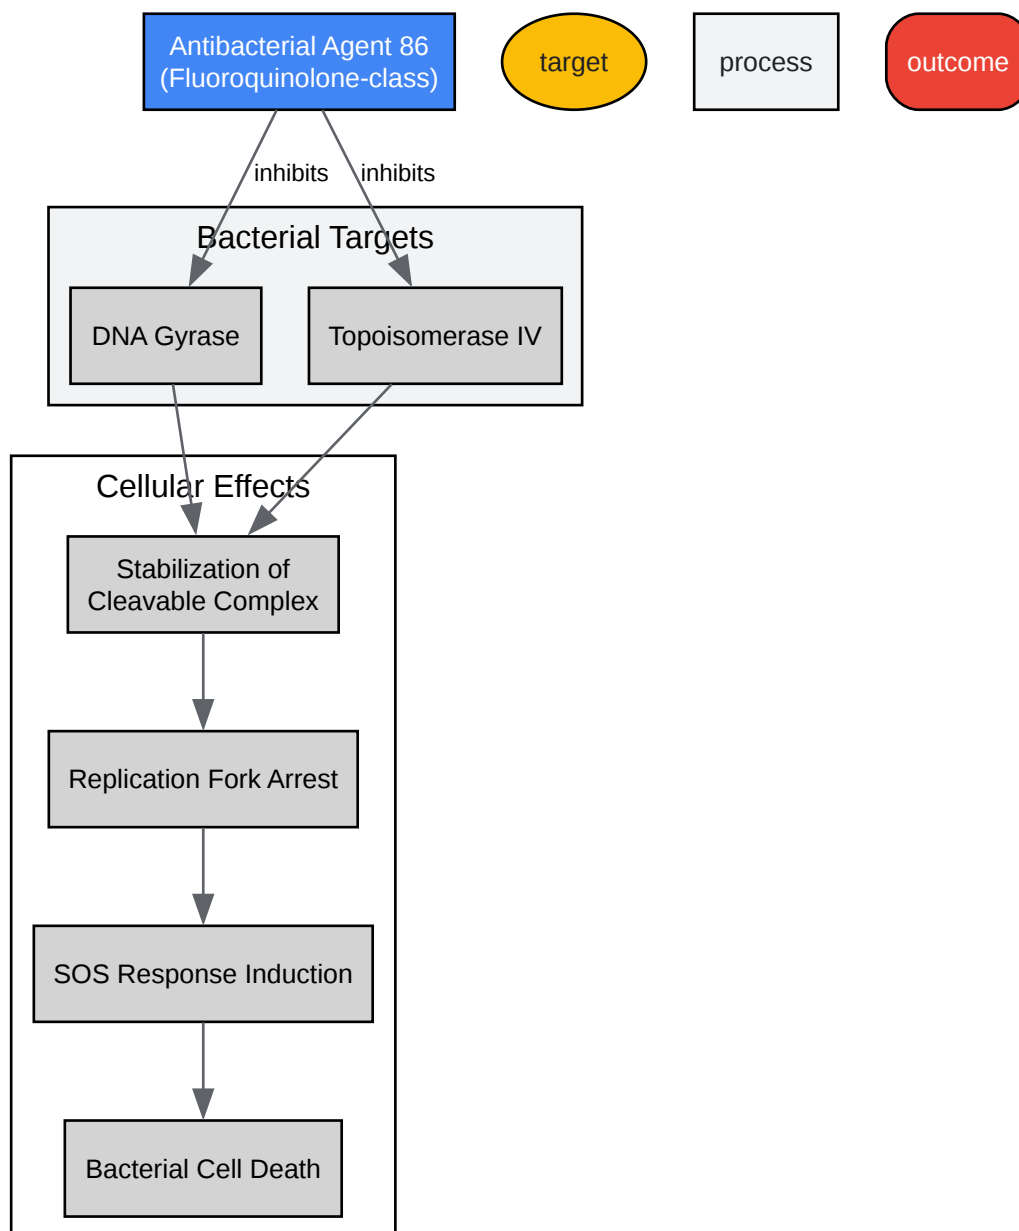 Antibacterial Agent 86
(Fluoroquinolone-class)
target
process
outcome
inhibits
inhibits
Bacterial Targets
DNA Gyrase
Topoisomerase IV
Cellular Effects
Stabilization of
Cleavable Complex
Replication Fork Arrest
SOS Response Induction
Bacterial Cell Death